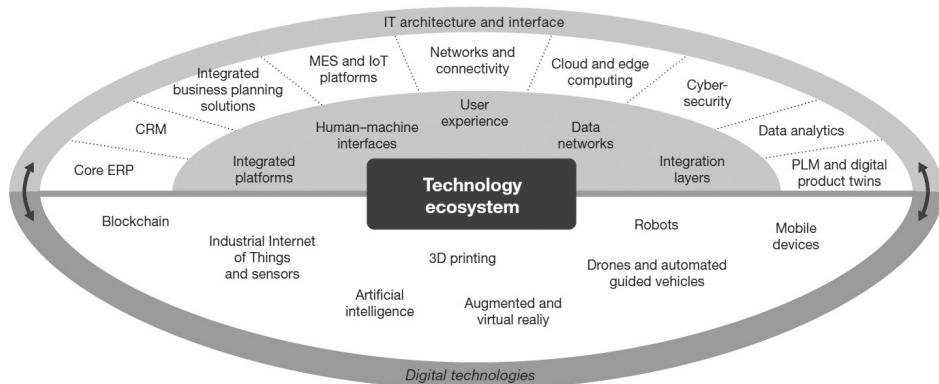 IT architecture and interface
Networks and
connectivity
MES and IoT
platforms
Cloud and edge
computing
Integrated
business planning
solutions
Cyber-
security
CRM
Data analytics
Core ERP
PLM and digital
product twins
User
experience
Human–machine
interfaces
Data
networks
Integrated
platforms
Integration
layers
Technology
ecosystem
Blockchain
Industrial Internet
of Things
and sensors
3D printing
Robots
Mobile
devices
Drones and automated
guided vehicles
Artificial
intelligence
Augmented and
virtual realiy
Digital technologies